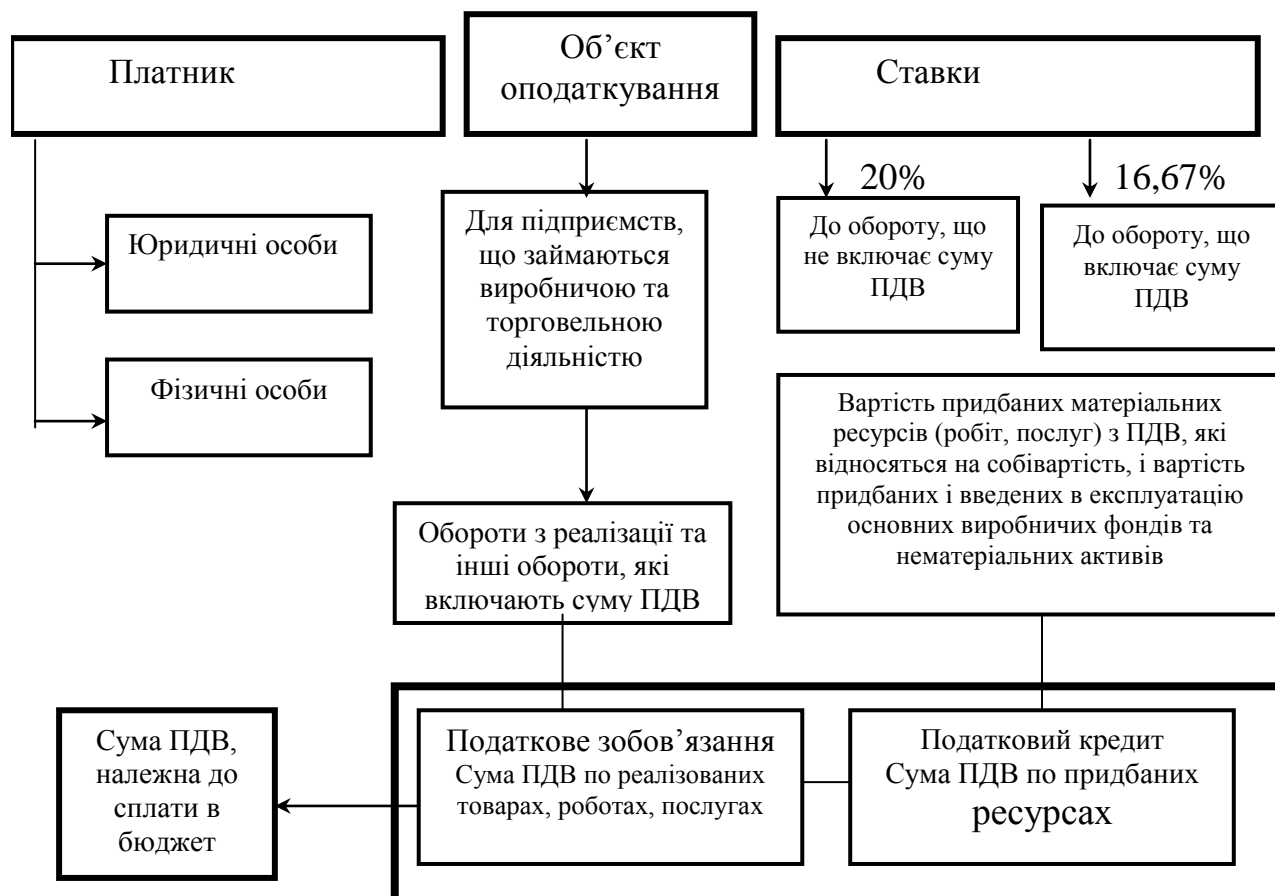 Платник
Об’єкт
оподаткування
Ставки
20%
16,67%
Юридичні особи
Фізичні особи
Для підприємств,
що займаються
виробничою та
торговельною
діяльністю
До обороту, що
не включає суму
ПДВ
До обороту, що
включає суму
ПДВ
Обороти з реалізації та
інші обороти, які
включають суму ПДВ
Вартість придбаних матеріальних
ресурсів (робіт, послуг) з ПДВ, які
відносяться на собівартість, і вартість
придбаних і введених в експлуатацію
основних виробничих фондів та
нематеріальних активів
Сума ПДВ,
належна до
сплати в
бюджет
Податкове зобов’язання
Сума ПДВ по реалізованих
товарах, роботах, послугах
Податковий кредит
Сума ПДВ по придбаних
ресурсах